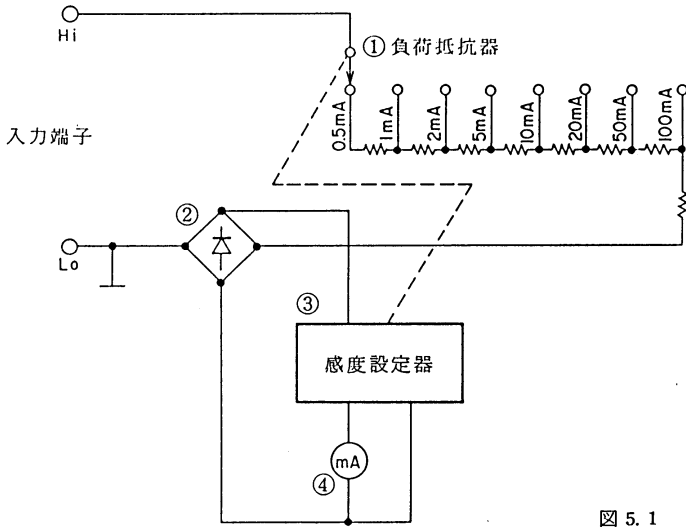 Hi
① 負荷抵抗器
0.5mA
1mA
2mA
5mA
10mA
20mA
50mA
100mA
入力端子
②
Lo
③
感度設定器
mA
④
図 5. 1